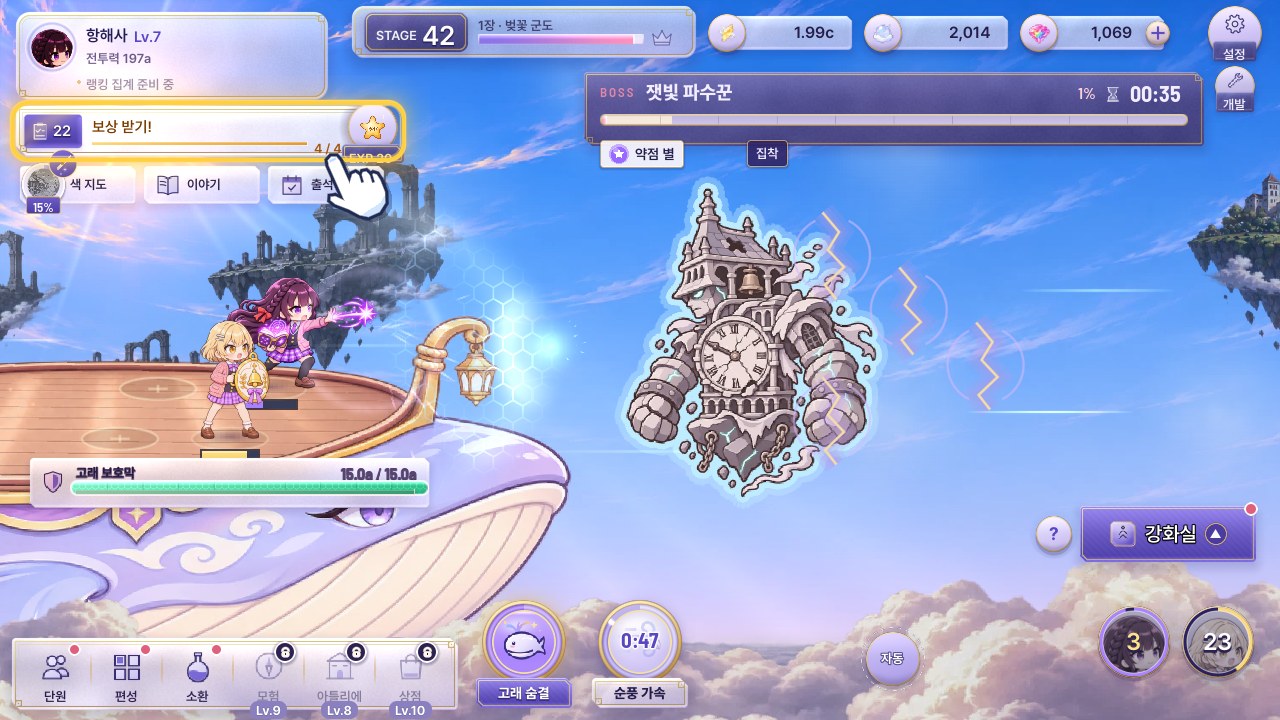 항해사 Lv.7
전투력 197a
랭킹 집계 준비 중
STAGE 42
1장 · 벚꽃 군도
1.99c
2,014
1,069
설정
개발
22
보상 받기!
4 / 4
EXP 20
BOSS 잿빛 파수꾼
1%
00:35
약점 별
집착
색 지도
15%
이야기
출석
고래 보호막
15.0a / 15.0a
?
강화실
단원
편성
소환
모험
Lv.9
아틀리에
Lv.8
상점
Lv.10
고래 숨결
0:47
순풍 가속
자동
3
23